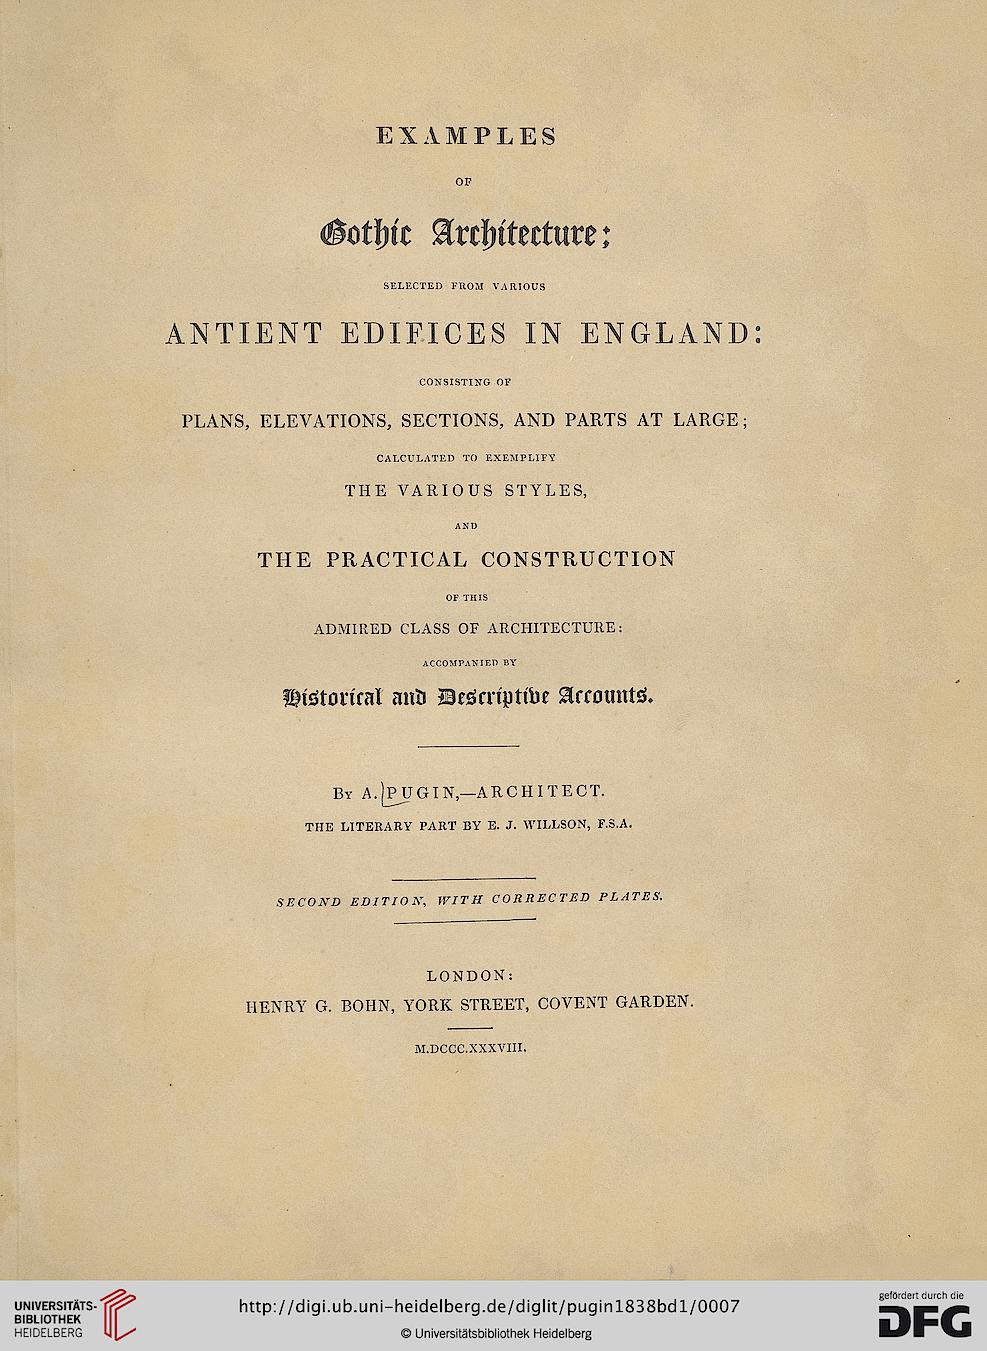 EXAMPLES
OF
Gothic Architecture;
SELECTED FROM VARIOUS
ANTIENT EDIFICES IN ENGLAND:
CONSISTING OF
PLANS, ELEVATIONS, SECTIONS, AND PARTS AT LARGE;
CALCULATED TO EXEMPLIFY
THE VARIOUS STYLES,
AND
THE PRACTICAL CONSTRUCTION
OF THIS
ADMIRED CLASS OF ARCHITECTURE:
ACCOMPANIED BY
Historical and Descriptive Accounts.
By A. PUGIN,—ARCHITECT.
THE LITERARY PART BY E. J. WILLSON, F.S.A.
SECOND EDITION, WITH CORRECTED PLATES.
LONDON:
HENRY G. BOHN, YORK STREET, COVENT GARDEN.
M.DCCC.XXXVIII.
UNIVERSITÄTS-
BIBLIOTHEK
HEIDELBERG
http://digi.ub.uni-heidelberg.de/diglit/pugin1838bd1/0007
© Universitätsbibliothek Heidelberg
gefördert durch die
DFG